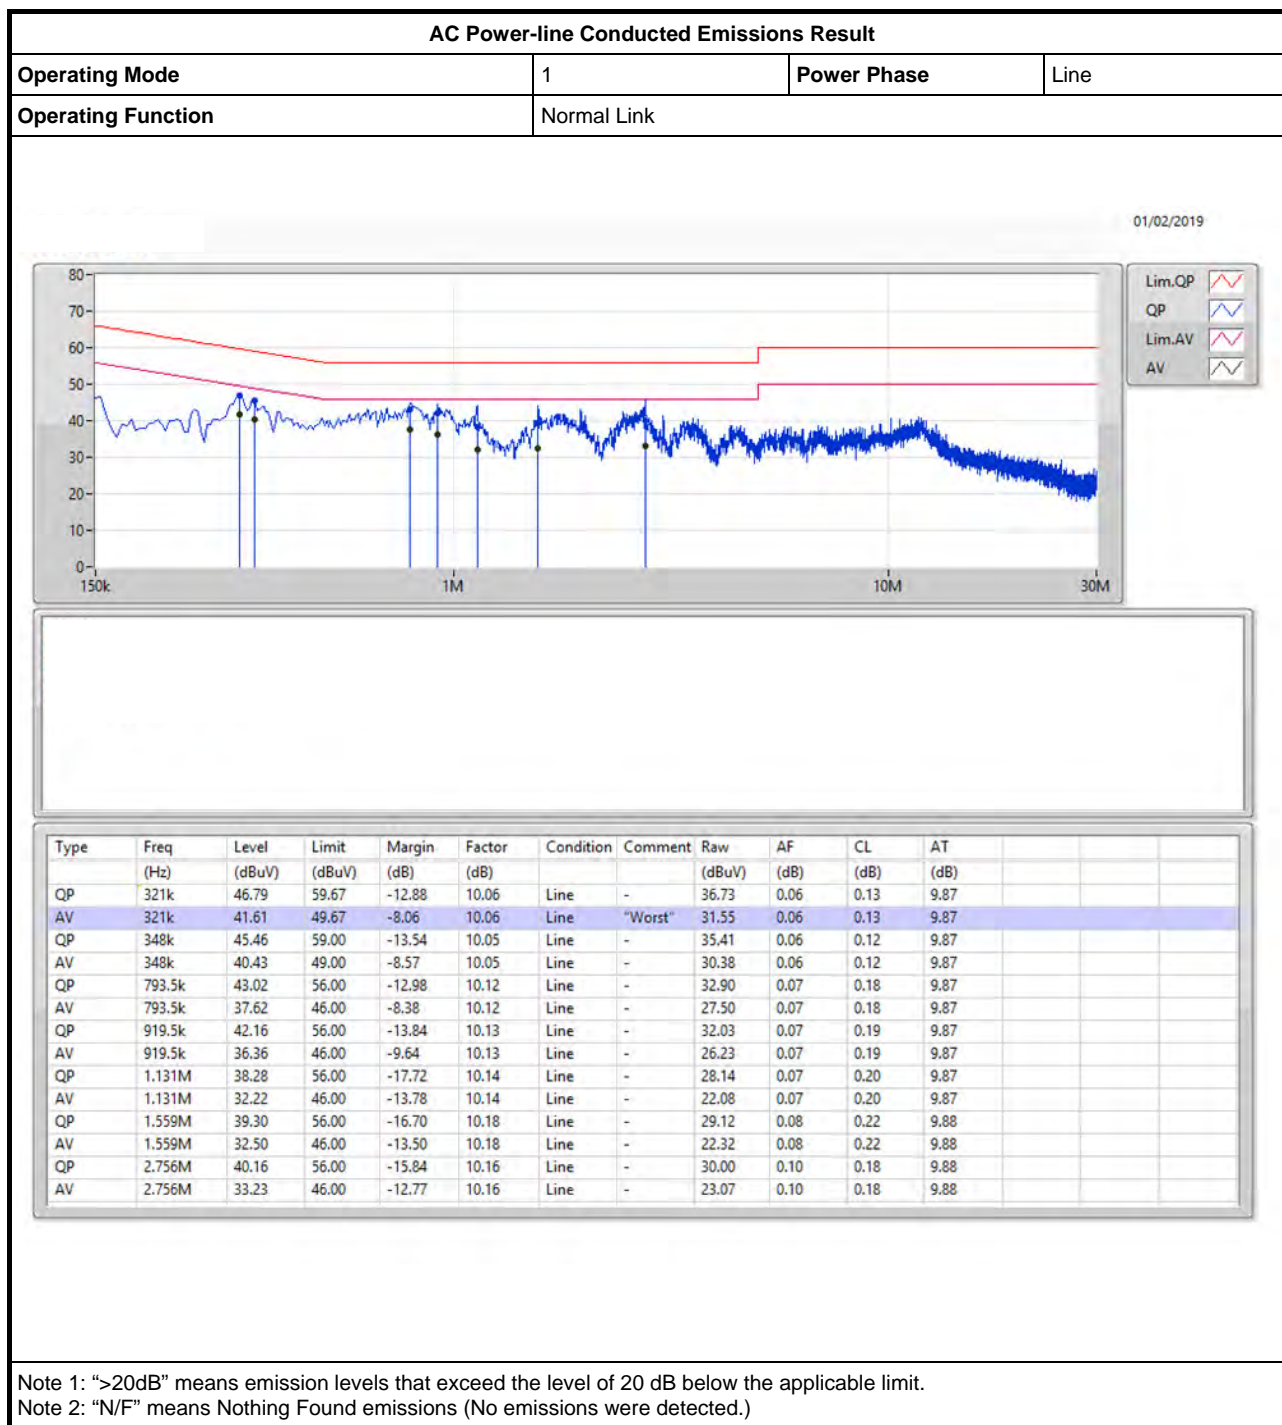 AC Power-line Conducted Emissions Result
Operating Mode 1 Power Phase Line
Operating Function Normal Link
01/02/2019
80
70
60
50
40
30
20
10
0
150k 1M 10M 30M
Lim.QP
QP
Lim.AV
AV
Type Freq Level Limit Margin Factor Condition Comment Raw AF CL AT
(Hz) (dBuV) (dBuV) (dB) (dB) (dBuV) (dB) (dB) (dB)
QP 321k 46.79 59.67 -12.88 10.06 Line - 36.73 0.06 0.13 9.87
AV 321k 41.61 49.67 -8.06 10.06 Line "Worst" 31.55 0.06 0.13 9.87
QP 348k 45.46 59.00 -13.54 10.05 Line - 35.41 0.06 0.12 9.87
AV 348k 40.43 49.00 -8.57 10.05 Line - 30.38 0.06 0.12 9.87
QP 793.5k 43.02 56.00 -12.98 10.12 Line - 32.90 0.07 0.18 9.87
AV 793.5k 37.62 46.00 -8.38 10.12 Line - 27.50 0.07 0.18 9.87
QP 919.5k 42.16 56.00 -13.84 10.13 Line - 32.03 0.07 0.19 9.87
AV 919.5k 36.36 46.00 -9.64 10.13 Line - 26.23 0.07 0.19 9.87
QP 1.131M 38.28 56.00 -17.72 10.14 Line - 28.14 0.07 0.20 9.87
AV 1.131M 32.22 46.00 -13.78 10.14 Line - 22.08 0.07 0.20 9.87
QP 1.559M 39.30 56.00 -16.70 10.18 Line - 29.12 0.08 0.22 9.88
AV 1.559M 32.50 46.00 -13.50 10.18 Line - 22.32 0.08 0.22 9.88
QP 2.756M 40.16 56.00 -15.84 10.16 Line - 30.00 0.10 0.18 9.88
AV 2.756M 33.23 46.00 -12.77 10.16 Line - 23.07 0.10 0.18 9.88
Note 1: “>20dB” means emission levels that exceed the level of 20 dB below the applicable limit.
Note 2: “N/F” means Nothing Found emissions (No emissions were detected.)